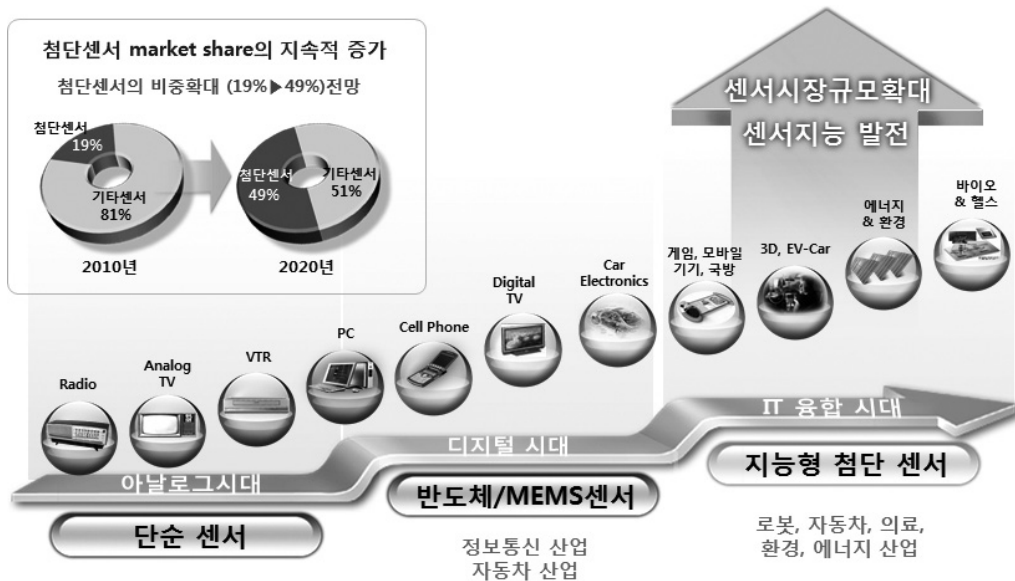 첨단센서 market share의 지속적 증가
첨단센서의 비중확대 (19%▶49%)전망
첨단센서
19%
기타센서
81%
2010년
첨단센서
49%
기타센서
51%
2020년
센서시장규모확대
센서지능 발전
Radio
Analog
TV
VTR
PC
Cell Phone
Digital
TV
Car
Electronics
게임, 모바일
기기, 국방
3D, EV-Car
에너지
& 환경
바이오
& 헬스
아날로그시대
디지털 시대
IT 융합 시대
단순 센서
반도체/MEMS센서
지능형 첨단 센서
정보통신 산업
자동차 산업
로봇, 자동차, 의료,
환경, 에너지 산업